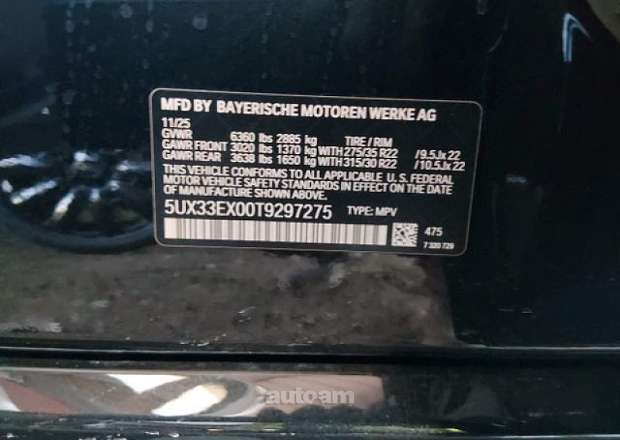 MFD BY BAYERISCHE MOTOREN WERKE AG
11/25
GVWR 6360 lbs 2885 kg TIRE / RIM
GAWR FRONT 3020 lbs 1370 kg WITH 275/35 R22 /9.5Jx22
GAWR REAR 3638 lbs 1650 kg WITH 315/30 R22 /10.5Jx22
THIS VEHICLE CONFORMS TO ALL APPLICABLE U. S. FEDERAL
MOTOR VEHICLE SAFETY STANDARDS IN EFFECT ON THE
DATE OF MANUFACTURE SHOWN ABOVE.
5UX33EX00T9297275 TYPE: MPV
475
7 320 729
autoam